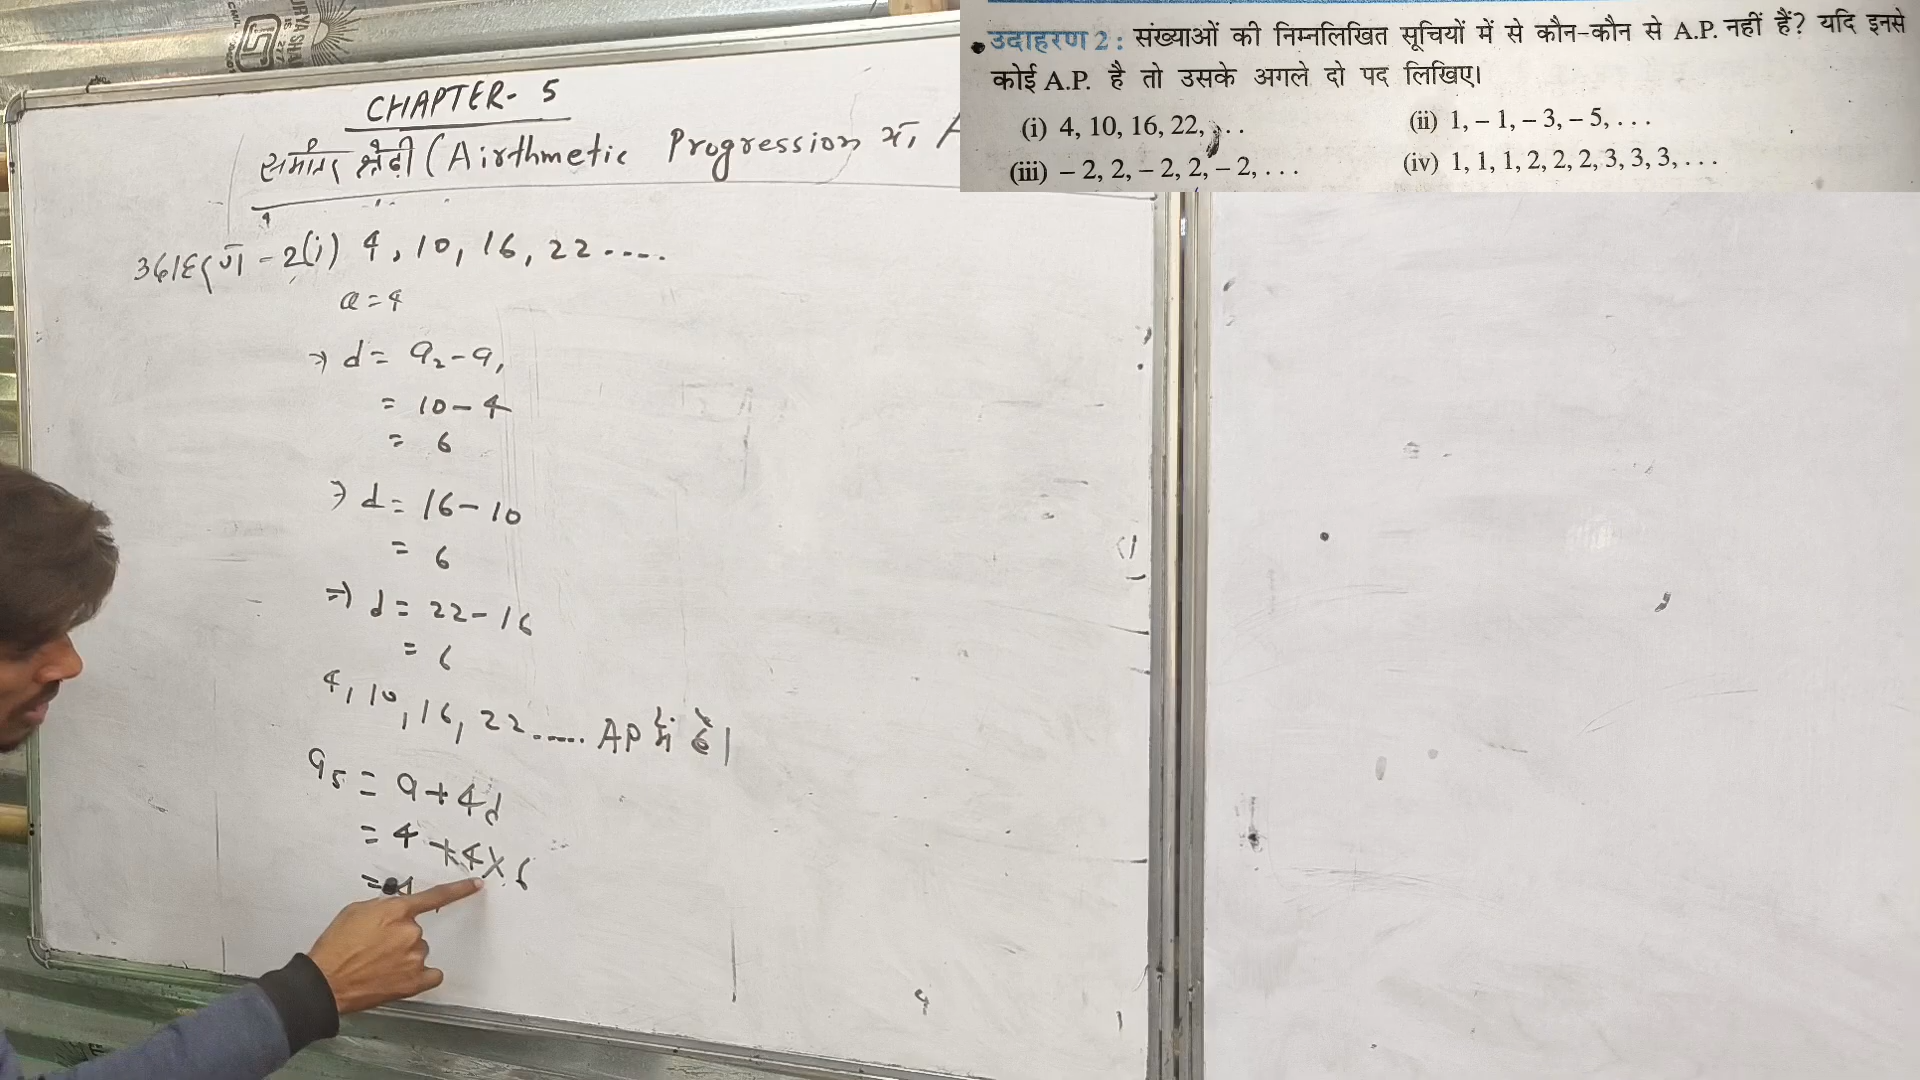 CHAPTER- 5
समांतर श्रेढ़ी (Airthmetic Progression या, A
उदाहरण - 2(i) 4, 10, 16, 22 ....
a = 4
⇒ d = a₂ - a₁
= 10 - 4
= 6
⇒ d = 16 - 10
= 6
⇒ d = 22 - 16
= 6
4, 10, 16, 22 ..... AP में है।
a₅ = a + 4d
= 4 + 4 × 6
उदाहरण 2 : संख्याओं की निम्नलिखित सूचियों में से कौन-कौन से A.P. नहीं हैं? यदि इनसे
कोई A.P. है तो उसके अगले दो पद लिखिए।
(i) 4, 10, 16, 22, . . . (ii) 1, – 1, – 3, – 5, . . .
(iii) – 2, 2, – 2, 2, – 2, . . . (iv) 1, 1, 1, 2, 2, 2, 3, 3, 3, . . .